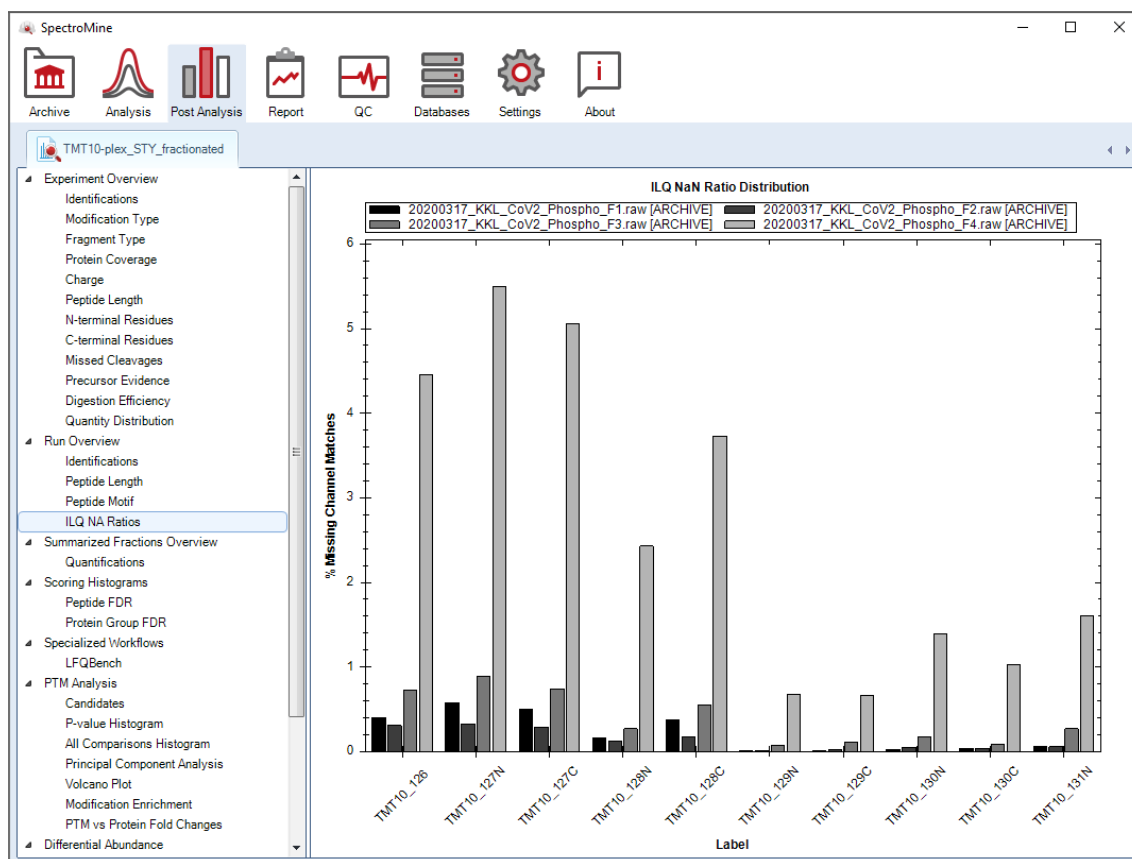 SpectroMine
Archive Analysis Post Analysis Report QC Databases Settings About
TMT10-plex_STY_fractionated
Experiment Overview
Identifications
Modification Type
Fragment Type
Protein Coverage
Charge
Peptide Length
N-terminal Residues
C-terminal Residues
Missed Cleavages
Precursor Evidence
Digestion Efficiency
Quantity Distribution
Run Overview
Identifications
Peptide Length
Peptide Motif
ILQ NA Ratios
Summarized Fractions Overview
Quantifications
Scoring Histograms
Peptide FDR
Protein Group FDR
Specialized Workflows
LFQBench
PTM Analysis
Candidates
P-value Histogram
All Comparisons Histogram
Principal Component Analysis
Volcano Plot
Modification Enrichment
PTM vs Protein Fold Changes
Differential Abundance
ILQ NaN Ratio Distribution
20200317_KKL_CoV2_Phospho_F1.raw [ARCHIVE] 20200317_KKL_CoV2_Phospho_F2.raw [ARCHIVE]
20200317_KKL_CoV2_Phospho_F3.raw [ARCHIVE] 20200317_KKL_CoV2_Phospho_F4.raw [ARCHIVE]
% Missing Channel Matches
6
5
4
3
2
1
0
TMT10_126 TMT10_127N TMT10_127C TMT10_128N TMT10_128C TMT10_129N TMT10_129C TMT10_130N TMT10_130C TMT10_131N
Label